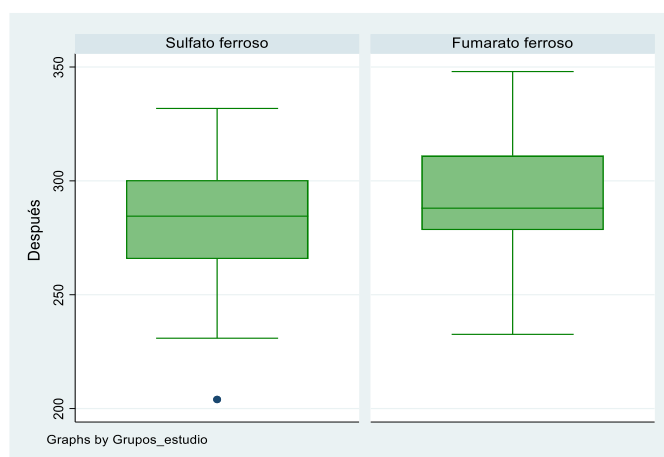 Sulfato ferroso
Fumarato ferroso
350
300
250
200
Después
Graphs by Grupos_estudio